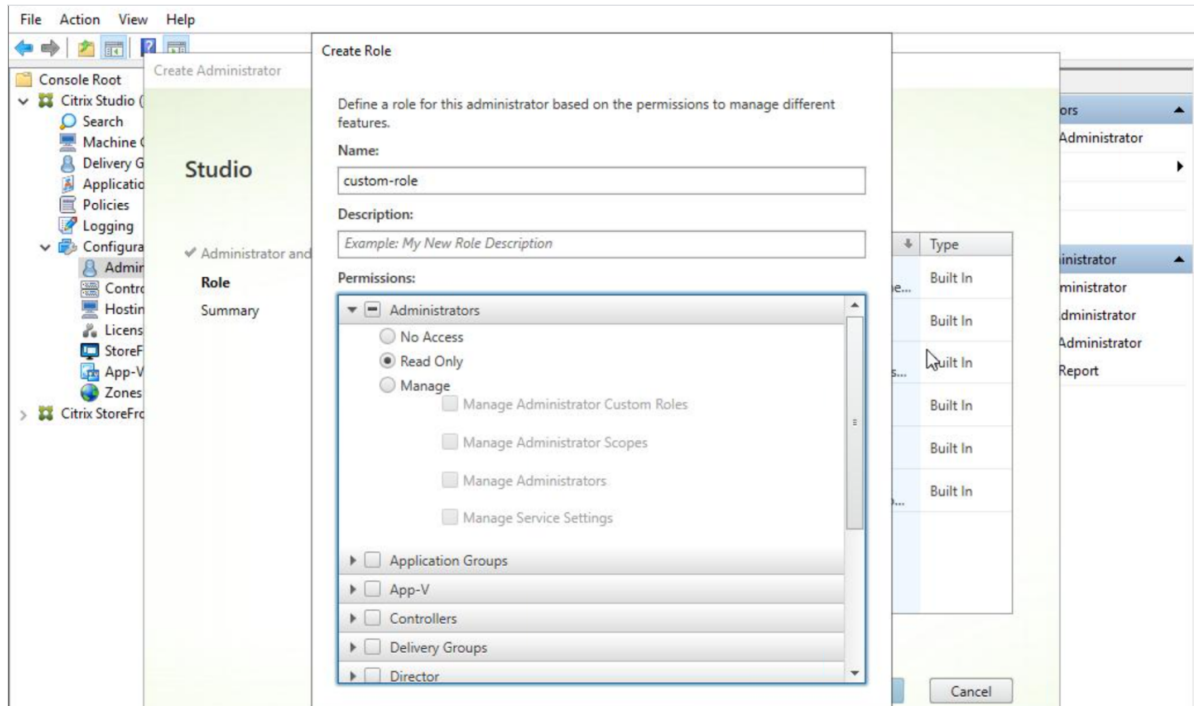 File Action View Help
Console Root
Citrix Studio (
Search
Machine
Delivery G
Applicatio
Policies
Logging
Configura
Admir
Contro
Hostin
Licens
StoreF
App-V
Zones
Citrix StoreFro
Create Administrator
Studio
Administrator and
Role
Summary
Create Role
Define a role for this administrator based on the permissions to manage different
features.
Name:
custom-role
Description:
Example: My New Role Description
Permissions:
Administrators
No Access
Read Only
Manage
Manage Administrator Custom Roles
Manage Administrator Scopes
Manage Administrators
Manage Service Settings
Application Groups
App-V
Controllers
Delivery Groups
Director
Type
e... Built In
Built In
s... Built In
Built In
Built In
Built In
Cancel
ors
Administrator
inistrator
ministrator
dministrator
Administrator
Report